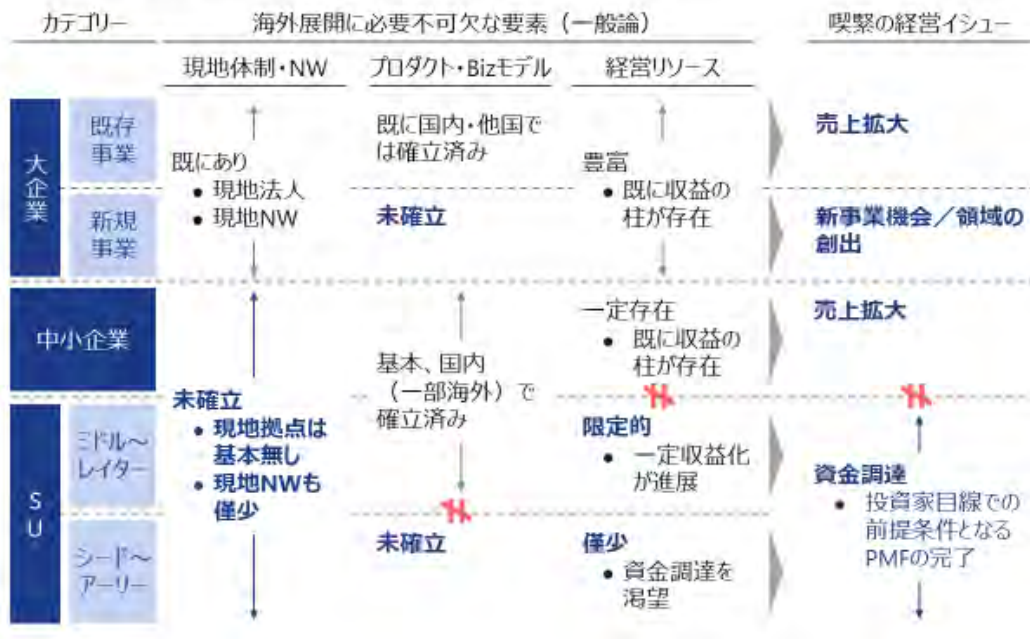 カテゴリー
海外展開に必要不可欠な要素（一般論）
喫緊の経営イシュー
現地体制・NW
プロダクト・Bizモデル
経営リソース
大企業
既存
事業
新規
事業
既にあり
• 現地法人
• 現地NW
既に国内・他国で
は確立済み
未確立
豊富
• 既に収益の
柱が存在
売上拡大
新事業機会／領域の
創出
中小企業
SU
ミドル～
レイター
シード～
アーリー
未確立
• 現地拠点は
基本無し
• 現地NWも
僅少
基本、国内
（一部海外）で
確立済み
未確立
一定存在
• 既に収益の
柱が存在
限定的
• 一定収益化
が進展
僅少
• 資金調達を
渇望
売上拡大
資金調達
• 投資家目線での
前提条件となる
PMFの完了